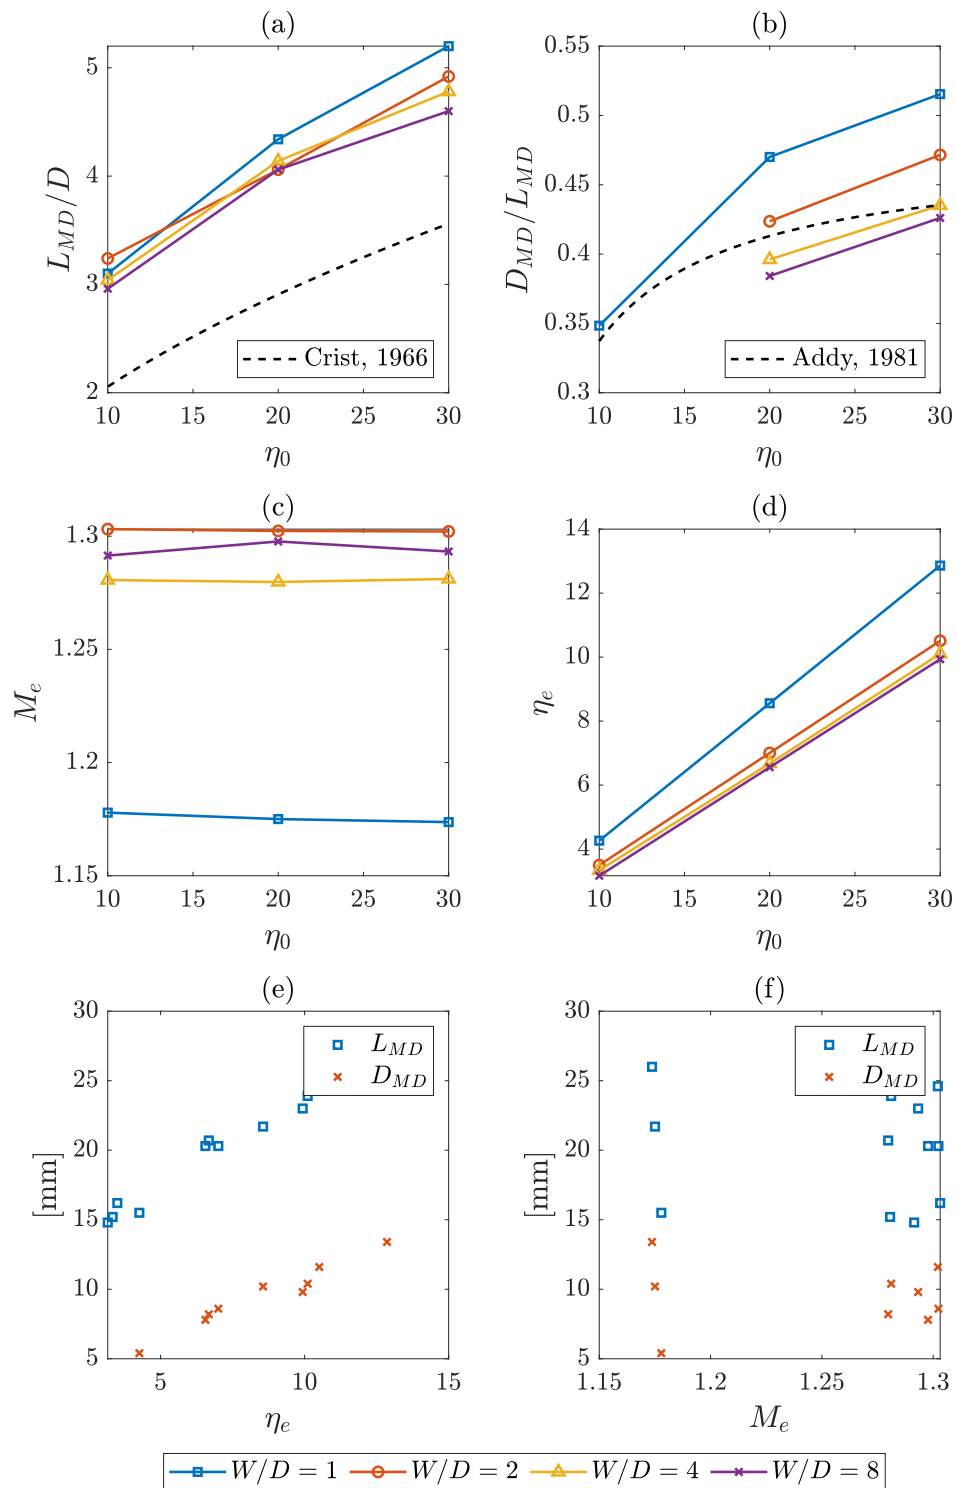 (a)
5
4
3
2
10 15 20 25 30
L_{MD}/D
η_0
Crist, 1966
(b)
0.55
0.5
0.45
0.4
0.35
0.3
10 15 20 25 30
D_{MD}/L_{MD}
η_0
Addy, 1981
(c)
1.3
1.25
1.2
1.15
10 15 20 25 30
M_e
η_0
(d)
14
12
10
8
6
4
10 15 20 25 30
η_e
η_0
(e)
30
25
20
15
10
5
5 10 15
[mm]
η_e
L_{MD}
D_{MD}
(f)
30
25
20
15
10
5
1.15 1.2 1.25 1.3
[mm]
M_e
L_{MD}
D_{MD}
W/D = 1 W/D = 2 W/D = 4 W/D = 8